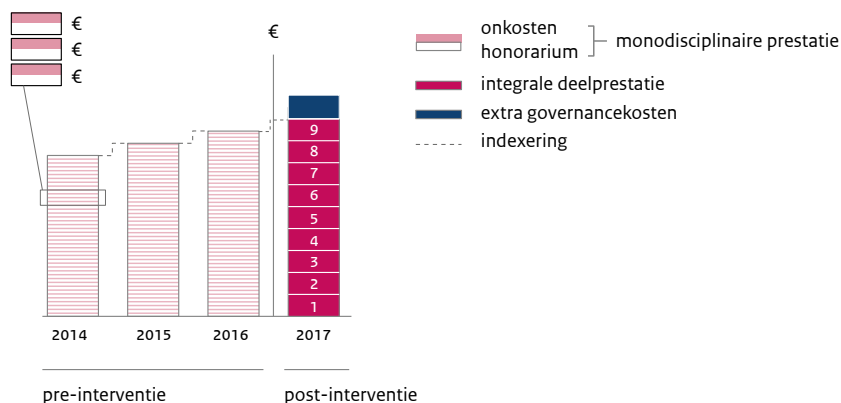 €
€
€
€
onkosten
honorarium
monodisciplinaire prestatie
integrale deelprestatie
extra governancekosten
indexering
9
8
7
6
5
4
3
2
1
2014 2015 2016 2017
pre-interventie post-interventie